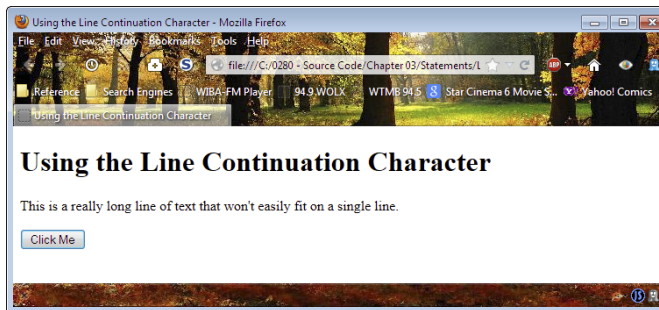 Using the Line Continuation Character - Mozilla Firefox
File Edit View History Bookmarks Tools Help
file:///C:/0280 - Source Code/Chapter 03/Statements/L
Reference Search Engines WIBA-FM Player 94.9 WOLX WTMB 94.5 Star Cinema 6 Movie S... Yahoo! Comics
Using the Line Continuation Character
Using the Line Continuation Character
This is a really long line of text that won't easily fit on a single line.
Click Me